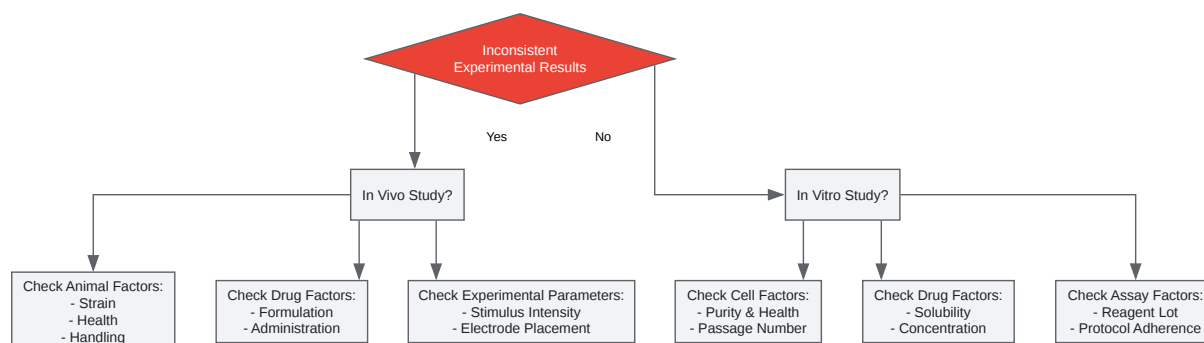 Inconsistent
Experimental Results
Yes
No
In Vivo Study?
In Vitro Study?
Check Animal Factors:
- Strain
- Health
- Handling
Check Drug Factors:
- Formulation
- Administration
Check Experimental Parameters:
- Stimulus Intensity
- Electrode Placement
Check Cell Factors:
- Purity & Health
- Passage Number
Check Drug Factors:
- Solubility
- Concentration
Check Assay Factors:
- Reagent Lot
- Protocol Adherence